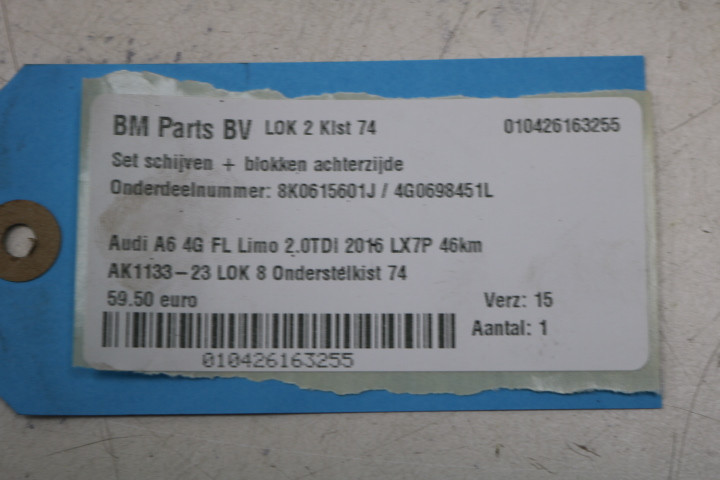 BM Parts BV LOK 2 Kist 74 010426163255
Set schijven + blokken achterzijde
Onderdeelnummer: 8K0615601J / 4G0698451L
Audi A6 4G FL Limo 2.0TDI 2016 LX7P 46km
AK1133-23 LOK 8 Onderstelkist 74
59.50 euro Verz: 15
Aantal: 1
010426163255